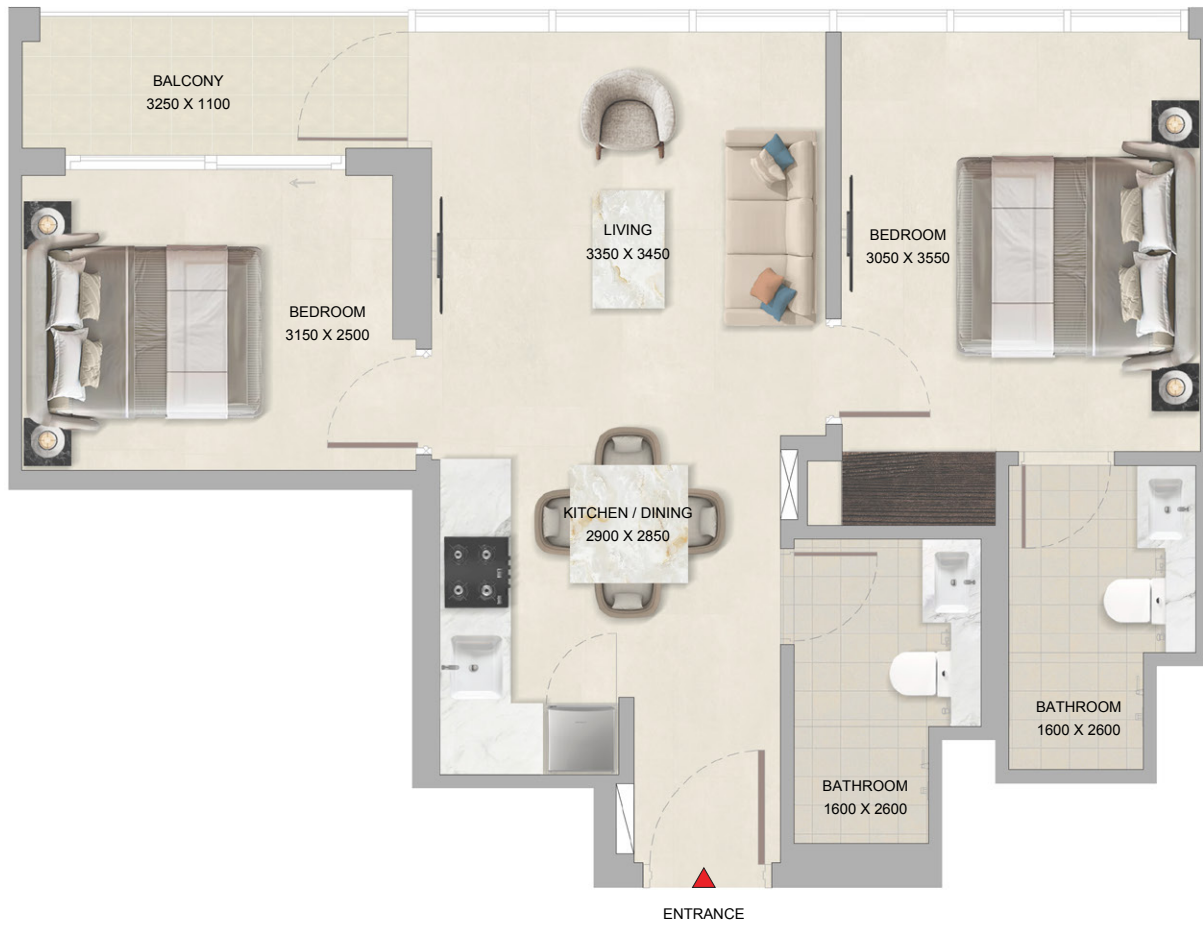 BALCONY
3250 X 1100
LIVING
3350 X 3450
BEDROOM
3050 X 3550
BEDROOM
3150 X 2500
KITCHEN / DINING
2900 X 2850
BATHROOM
1600 X 2600
BATHROOM
1600 X 2600
ENTRANCE